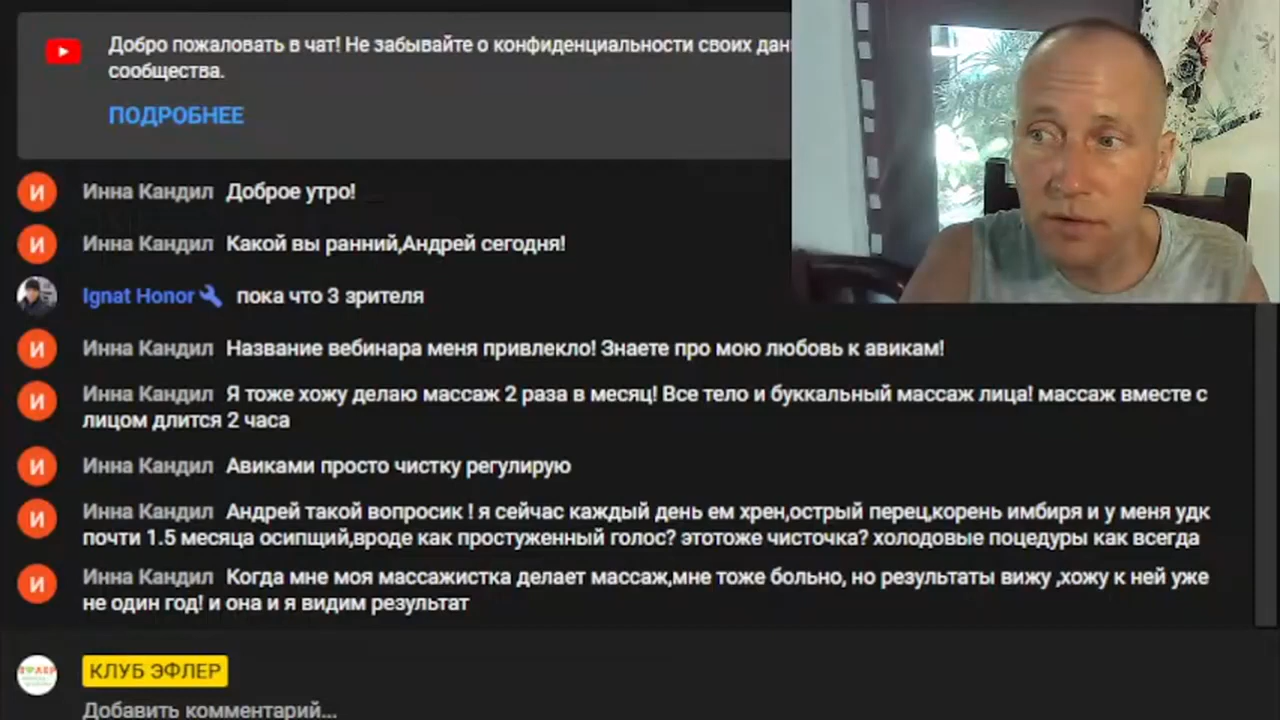 Добро пожаловать в чат! Не забывайте о конфиденциальности своих дан
сообщества.
ПОДРОБНЕЕ
И Инна Кандил Доброе утро!
И Инна Кандил Какой вы ранний,Андрей сегодня!
Ignat Honor пока что 3 зрителя
И Инна Кандил Название вебинара меня привлекло! Знаете про мою любовь к авикам!
И Инна Кандил Я тоже хожу делаю массаж 2 раза в месяц! Все тело и буккальный массаж лица! массаж вместе с
лицом длится 2 часа
И Инна Кандил Авиками просто чистку регулирую
И Инна Кандил Андрей такой вопросик ! я сейчас каждый день ем хрен,острый перец,корень имбиря и у меня удк
почти 1.5 месяца осипщий,вроде как простуженный голос? этотоже чисточка? холодовые поцедуры как всегда
И Инна Кандил Когда мне моя массажистка делает массаж,мне тоже больно, но результаты вижу ,хожу к ней уже
не один год! и она и я видим результат
КЛУБ ЭФЛЕР
Добавить комментарий...